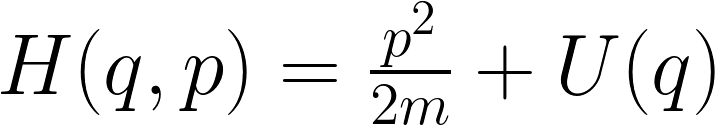 H(q, p) = p²/2m + U(q)